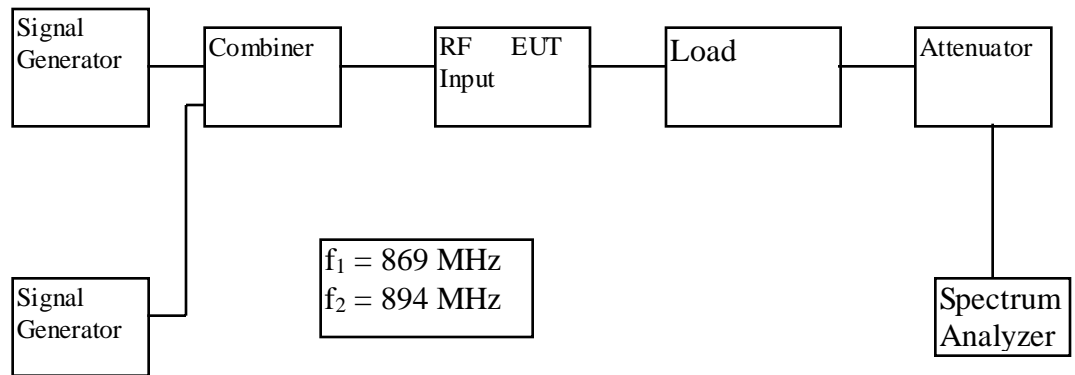 Signal
Generator
Combiner
RF EUT
Input
Load
Attenuator
f₁ = 869 MHz
f₂ = 894 MHz
Signal
Generator
Spectrum
Analyzer